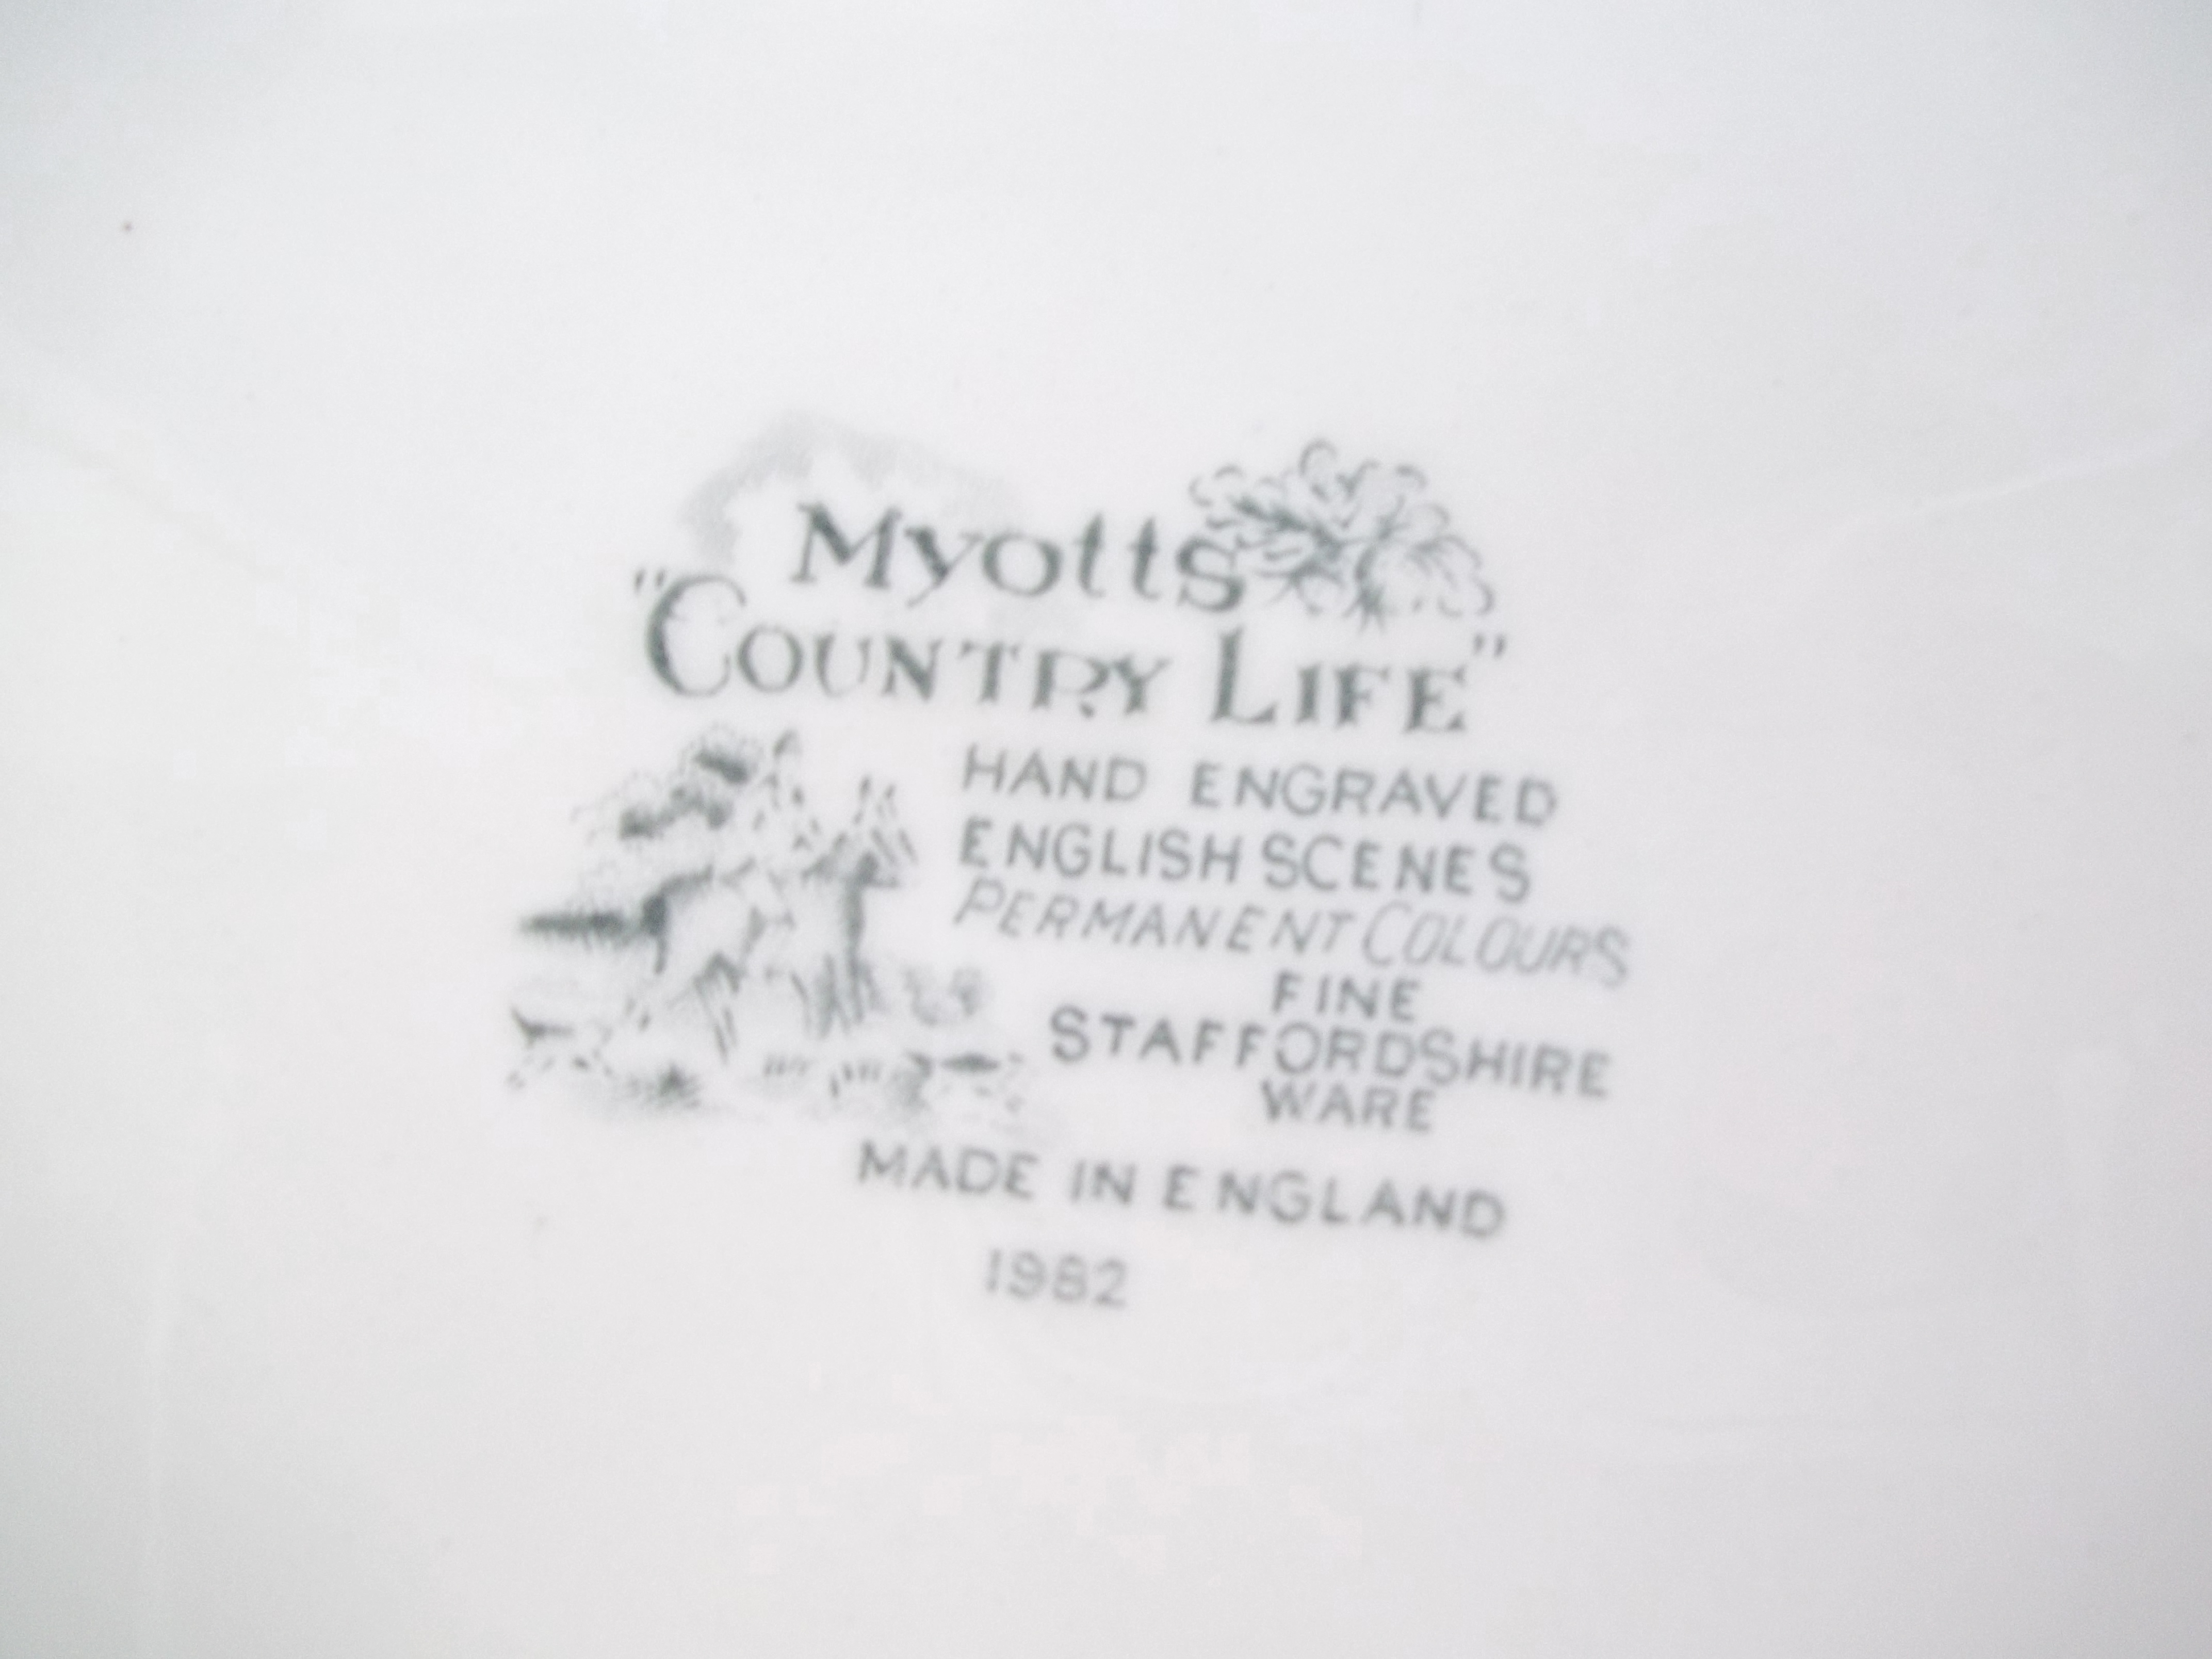 Myotts
"COUNTRY LIFE"
HAND ENGRAVED
ENGLISH SCENES
PERMANENT COLOURS
FINE
STAFFORDSHIRE
WARE
MADE IN ENGLAND
1982